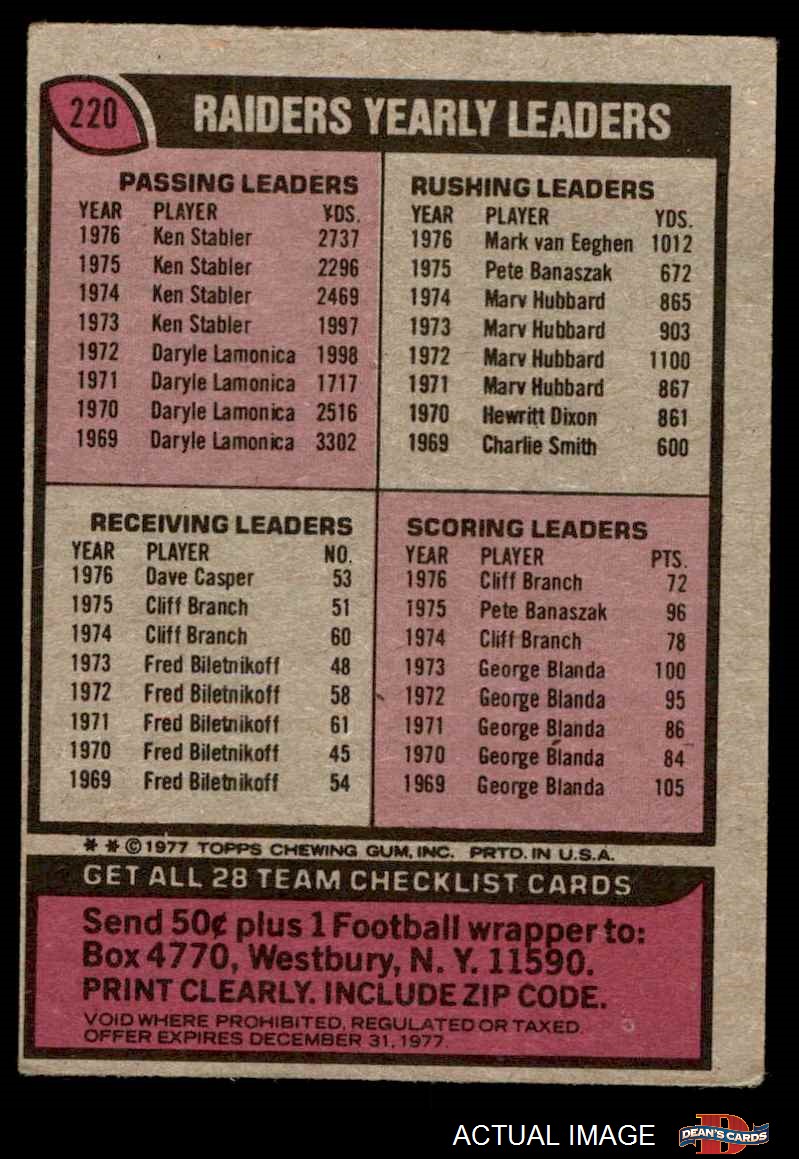 220
RAIDERS YEARLY LEADERS
PASSING LEADERS
YEAR PLAYER YDS.
1976 Ken Stabler 2737
1975 Ken Stabler 2296
1974 Ken Stabler 2469
1973 Ken Stabler 1997
1972 Daryle Lamonica 1998
1971 Daryle Lamonica 1717
1970 Daryle Lamonica 2516
1969 Daryle Lamonica 3302
RUSHING LEADERS
YEAR PLAYER YDS.
1976 Mark van Eeghen 1012
1975 Pete Banaszak 672
1974 Marv Hubbard 865
1973 Marv Hubbard 903
1972 Marv Hubbard 1100
1971 Marv Hubbard 867
1970 Hewritt Dixon 861
1969 Charlie Smith 600
RECEIVING LEADERS
YEAR PLAYER NO.
1976 Dave Casper 53
1975 Cliff Branch 51
1974 Cliff Branch 60
1973 Fred Biletnikoff 48
1972 Fred Biletnikoff 58
1971 Fred Biletnikoff 61
1970 Fred Biletnikoff 45
1969 Fred Biletnikoff 54
SCORING LEADERS
YEAR PLAYER PTS.
1976 Cliff Branch 72
1975 Pete Banaszak 96
1974 Cliff Branch 78
1973 George Blanda 100
1972 George Blanda 95
1971 George Blanda 86
1970 George Blanda 84
1969 George Blanda 105
* * ©1977 TOPPS CHEWING GUM, INC. PRTD. IN U.S.A.
GET ALL 28 TEAM CHECKLIST CARDS
Send 50¢ plus 1 Football wrapper to:
Box 4770, Westbury, N. Y. 11590.
PRINT CLEARLY. INCLUDE ZIP CODE.
VOID WHERE PROHIBITED, REGULATED OR TAXED.
OFFER EXPIRES DECEMBER 31, 1977.
ACTUAL IMAGE
D
DEAN'S CARDS